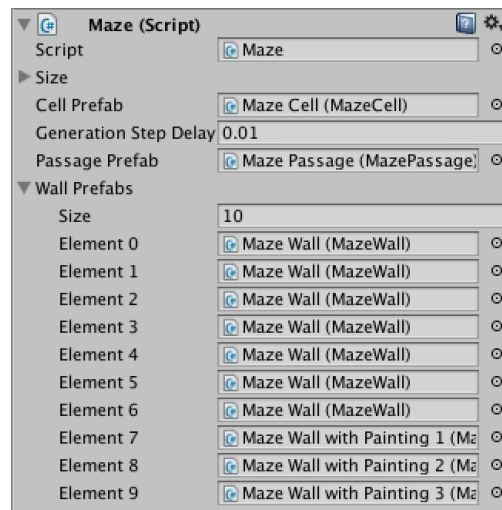 Maze (Script)
Script Maze
Size
Cell Prefab Maze Cell (MazeCell)
Generation Step Delay 0.01
Passage Prefab Maze Passage (MazePassage)
Wall Prefabs
Size 10
Element 0 Maze Wall (MazeWall)
Element 1 Maze Wall (MazeWall)
Element 2 Maze Wall (MazeWall)
Element 3 Maze Wall (MazeWall)
Element 4 Maze Wall (MazeWall)
Element 5 Maze Wall (MazeWall)
Element 6 Maze Wall (MazeWall)
Element 7 Maze Wall with Painting 1 (Ma
Element 8 Maze Wall with Painting 2 (Ma
Element 9 Maze Wall with Painting 3 (Ma